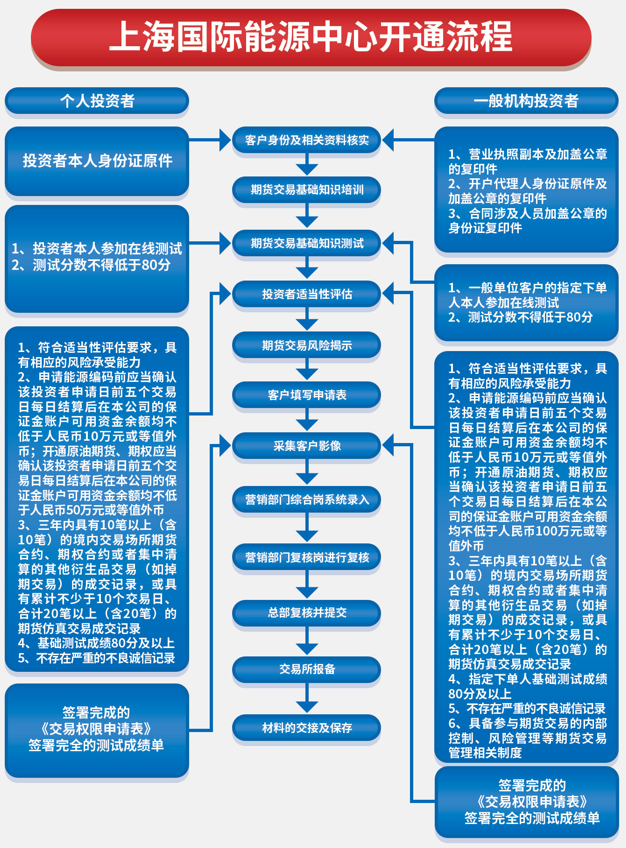 上海国际能源中心开通流程
个人投资者
投资者本人身份证原件
1、投资者本人参加在线测试
2、测试分数不得低于80分
1、符合适当性评估要求，具
有相应的风险承受能力
2、申请能源编码前应当确认
该投资者申请日前五个交易
日每日结算后在本公司的保
证金账户可用资金余额均不
低于人民币10万元或等值外
币；开通原油期货、期权应当
确认该投资者申请日前五个交
易日每日结算后在本公司的保
证金账户可用资金余额均不低
于人民币50万元或等值外币
3、三年内具有10笔以上（含
10笔）的境内交易场所期货
合约、期权合约或者集中清
算的其他衍生品交易（如掉
期交易）的成交记录，或具
有累计不少于10个交易日、
合计20笔以上（含20笔）的
期货仿真交易成交记录
4、基础测试成绩80分及以上
5、不存在严重的不良诚信记录
签署完成的
《交易权限申请表》
签署完全的测试成绩单
客户身份及相关资料核实
期货交易基础知识培训
期货交易基础知识测试
投资者适当性评估
期货交易风险揭示
客户填写申请表
采集客户影像
营销部门综合岗系统录入
营销部门复核岗进行复核
总部复核并提交
交易所报备
材料的交接及保存
一般机构投资者
1、营业执照副本及加盖公章
的复印件
2、开户代理人身份证原件及
加盖公章的复印件
3、合同涉及人员加盖公章的
身份证复印件
1、一般单位客户的指定下单
人本人参加在线测试
2、测试分数不得低于80分
1、符合适当性评估要求，具
有相应的风险承受能力
2、申请能源编码前应当确认
该投资者申请日前五个交易
日每日结算后在本公司的保
证金账户可用资金余额均不
低于人民币10万元或等值外
币；开通原油期货、期权应
当确认该投资者申请日前五
个交易日每日结算后在本公
司的保证金账户可用资金余额
均不低于人民币100万元或等
值外币
3、三年内具有10笔以上（含
10笔）的境内交易场所期货
合约、期权合约或者集中清
算的其他衍生品交易（如掉
期交易）的成交记录，或具
有累计不少于10个交易日、
合计20笔以上（含20笔）的
期货仿真交易成交记录
4、指定下单人基础测试成绩
80分及以上
5、不存在严重的不良诚信记录
6、具备参与期货交易的内部
控制、风险管理等期货交易
管理相关制度
签署完成的
《交易权限申请表》
签署完全的测试成绩单